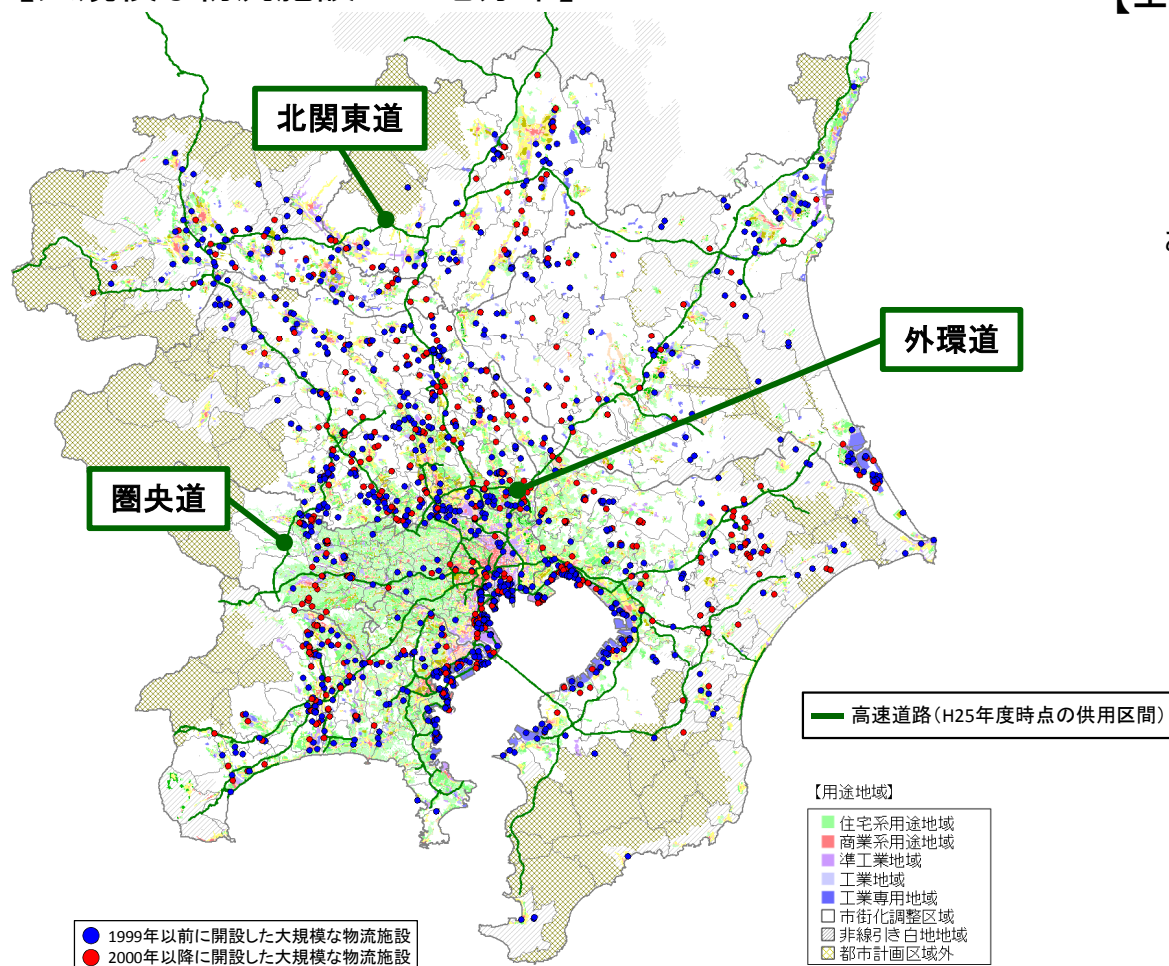 【工
北関東道
外環道
圏央道
高速道路(H25年度時点の供用区間)
【用途地域】
住宅系用途地域
商業系用途地域
準工業地域
工業地域
工業専用地域
市街化調整区域
非線引き白地地域
都市計画区域外
1999年以前に開設した大規模な物流施設
2000年以降に開設した大規模な物流施設